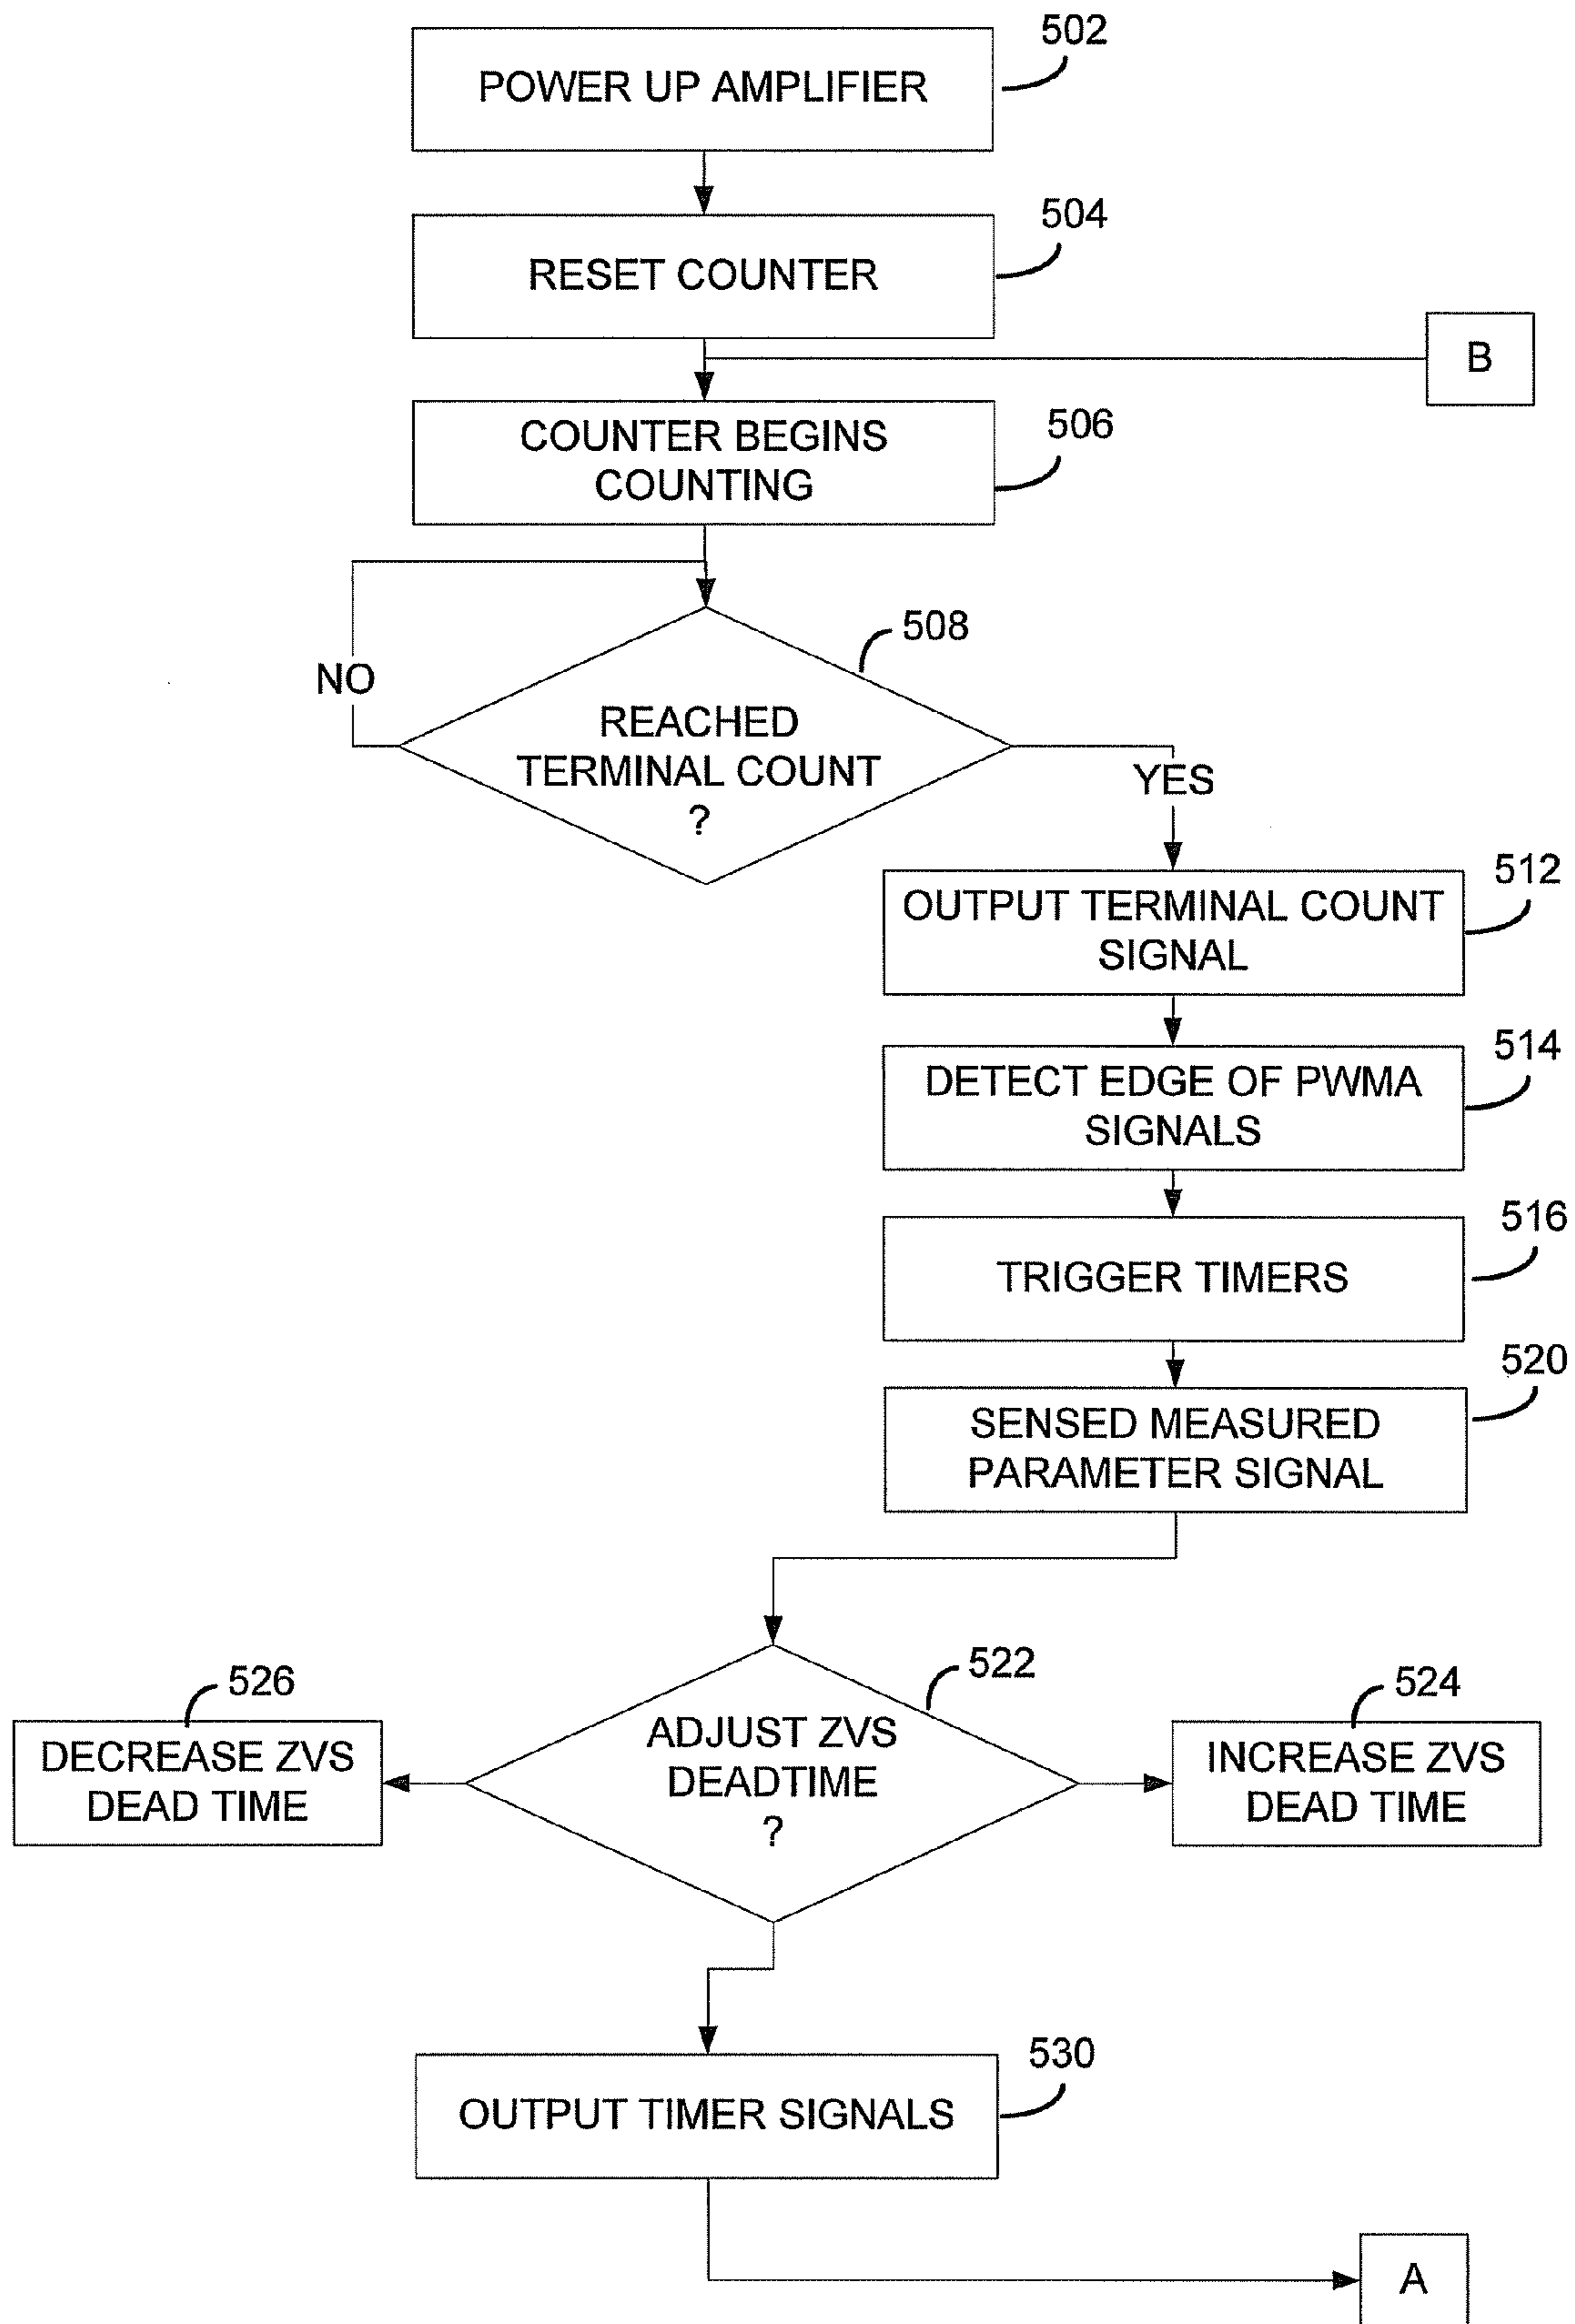 502
POWER UP AMPLIFIER
504
RESET COUNTER
B
506
COUNTER BEGINS
COUNTING
508
NO
REACHED
TERMINAL COUNT
?
YES
512
OUTPUT TERMINAL COUNT
SIGNAL
514
DETECT EDGE OF PWMA
SIGNALS
516
TRIGGER TIMERS
520
SENSED MEASURED
PARAMETER SIGNAL
522
526
524
DECREASE ZVS
DEAD TIME
ADJUST ZVS
DEADTIME
?
INCREASE ZVS
DEAD TIME
530
OUTPUT TIMER SIGNALS
A